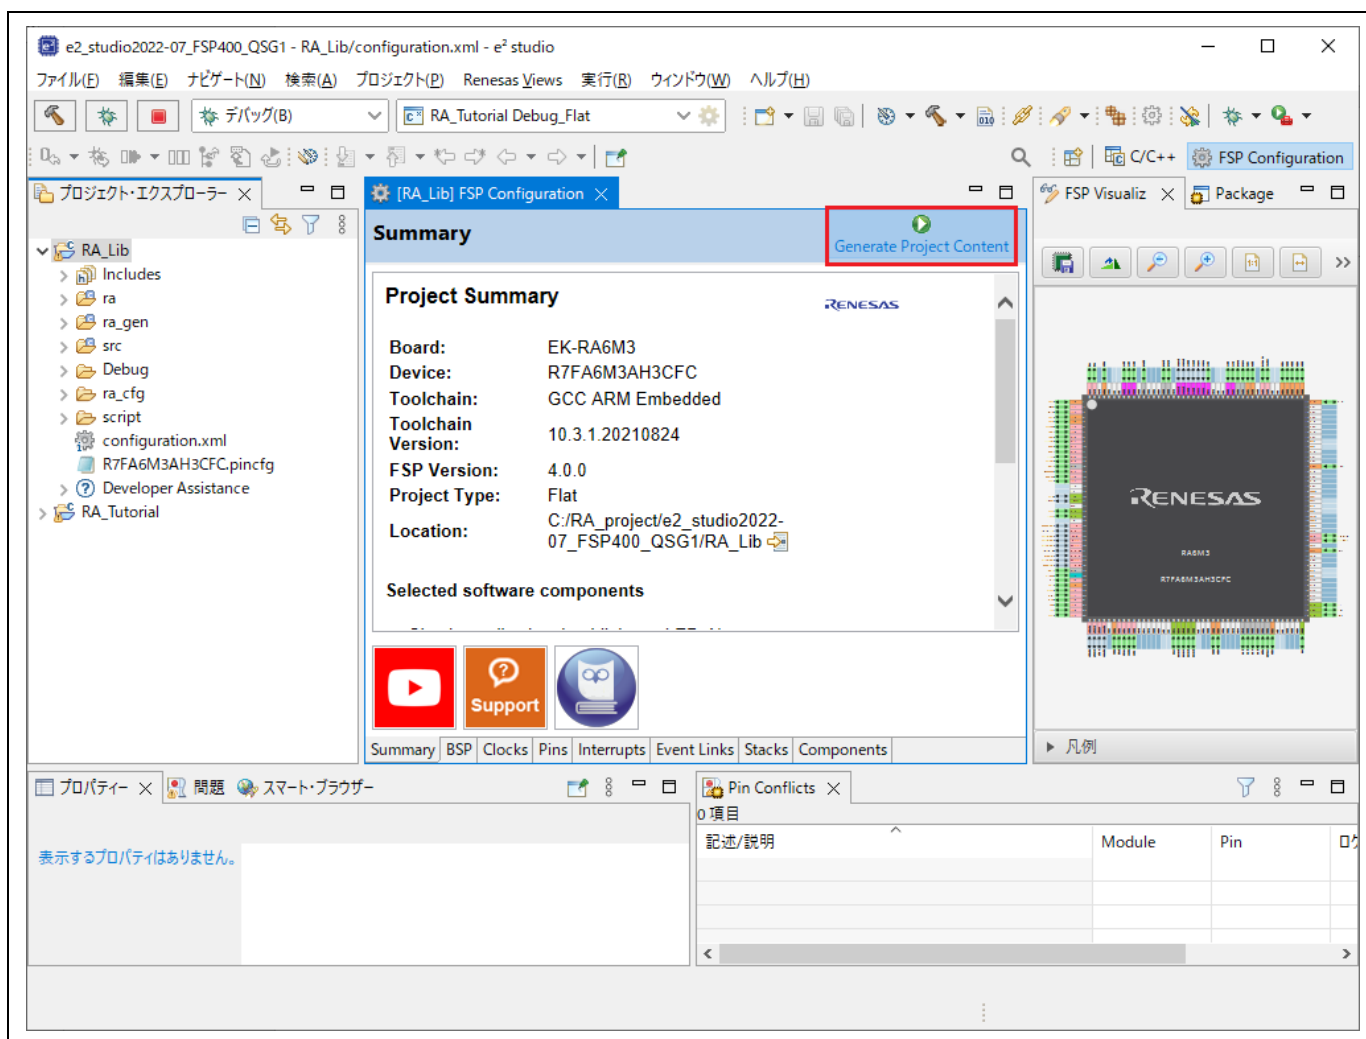 e2_studio2022-07_FSP400_QSG1 - RA_Lib/configuration.xml - e² studio
ファイル(F) 編集(E) ナビゲート(N) 検索(A) プロジェクト(P) Renesas Views 実行(R) ウィンドウ(W) ヘルプ(H)
デバッグ(B) RA_Tutorial Debug_Flat
C/C++ FSP Configuration
プロジェクト・エクスプローラー
[RA_Lib] FSP Configuration
FSP Visualiz
Package
Summary
Generate Project Content
RA_Lib
Includes
ra
ra_gen
src
Debug
ra_cfg
script
configuration.xml
R7FA6M3AH3CFC.pincfg
Developer Assistance
RA_Tutorial
Project Summary
RENESAS
Board: EK-RA6M3
Device: R7FA6M3AH3CFC
Toolchain: GCC ARM Embedded
Toolchain Version: 10.3.1.20210824
FSP Version: 4.0.0
Project Type: Flat
Location: C:/RA_project/e2_studio2022-
07_FSP400_QSG1/RA_Lib
Selected software components
Support
Summary BSP Clocks Pins Interrupts Event Links Stacks Components
RENESAS
RA6M3
R7FA6M3AH3CFC
凡例
プロパティー 問題 スマート・ブラウザー
表示するプロパティはありません。
Pin Conflicts
0 項目
記述/説明 Module Pin